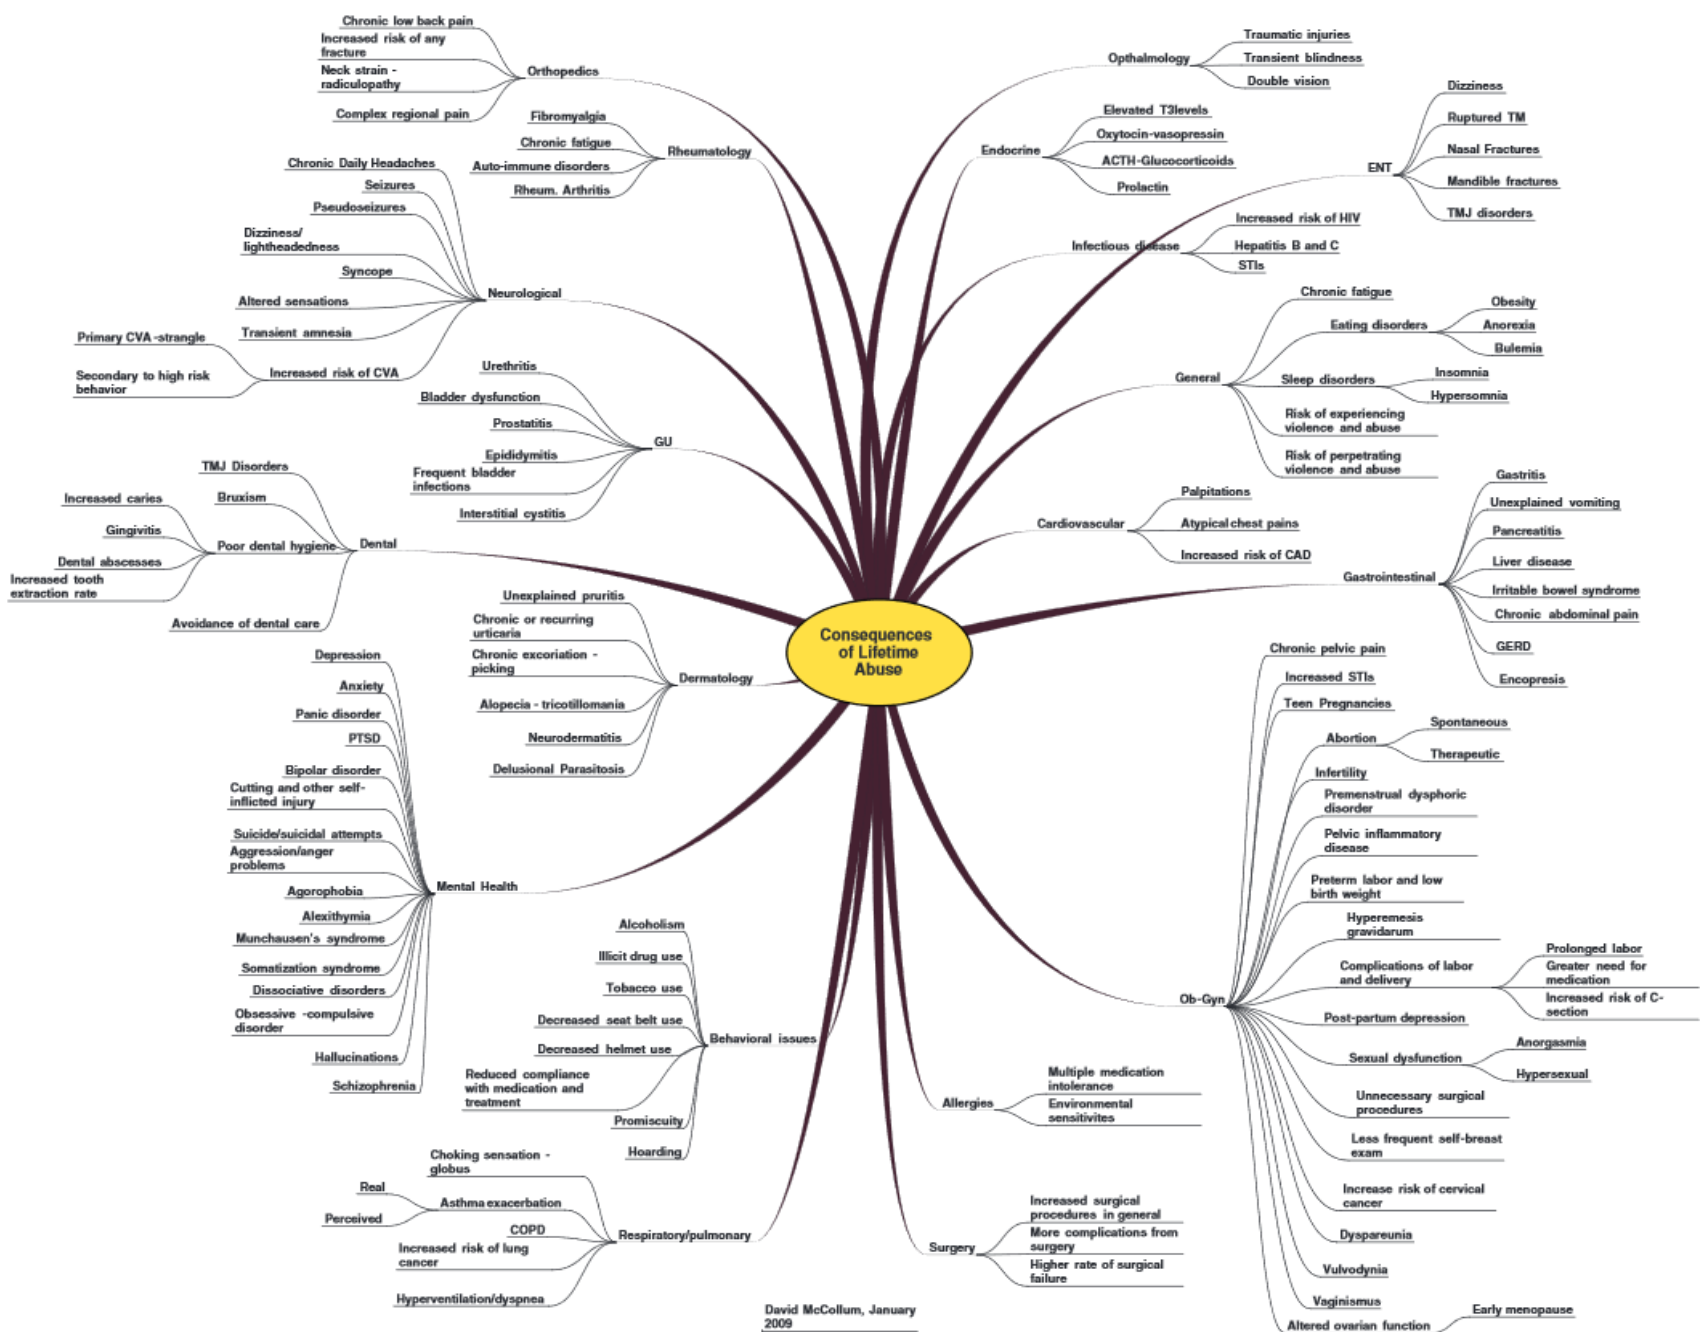 Consequences
of Lifetime
Abuse
Orthopedics
Chronic low back pain
Increased risk of any
fracture
Neck strain -
radiculopathy
Complex regional pain
Rheumatology
Fibromyalgia
Chronic fatigue
Auto-immune disorders
Rheum. Arthritis
Neurological
Chronic Daily Headaches
Seizures
Pseudoseizures
Dizziness/
lightheadedness
Syncope
Altered sensations
Transient amnesia
Increased risk of CVA
Primary CVA -strangle
Secondary to high risk
behavior
GU
Urethritis
Bladder dysfunction
Prostatitis
Epididymitis
Frequent bladder
infections
Interstitial cystitis
Dental
TMJ Disorders
Bruxism
Poor dental hygiene
Increased caries
Gingivitis
Dental abscesses
Increased tooth
extraction rate
Avoidance of dental care
Dermatology
Unexplained pruritis
Chronic or recurring
urticaria
Chronic excoriation -
picking
Alopecia - tricotillomania
Neurodermatitis
Delusional Parasitosis
Mental Health
Depression
Anxiety
Panic disorder
PTSD
Bipolar disorder
Cutting and other self-
inflicted injury
Suicide/suicidal attempts
Aggression/anger
problems
Agorophobia
Alexithymia
Munchausen's syndrome
Somatization syndrome
Dissociative disorders
Obsessive -compulsive
disorder
Hallucinations
Schizophrenia
Behavioral issues
Alcoholism
Illicit drug use
Tobacco use
Decreased seat belt use
Decreased helmet use
Reduced compliance
with medication and
treatment
Promiscuity
Hoarding
Respiratory/pulmonary
Choking sensation -
globus
Asthma exacerbation
Real
Perceived
COPD
Increased risk of lung
cancer
Hyperventilation/dyspnea
Opthalmology
Traumatic injuries
Transient blindness
Double vision
Endocrine
Elevated T3levels
Oxytocin-vasopressin
ACTH-Glucocorticoids
Prolactin
ENT
Dizziness
Ruptured TM
Nasal Fractures
Mandible fractures
TMJ disorders
Infectious disease
Increased risk of HIV
Hepatitis B and C
STIs
General
Chronic fatigue
Eating disorders
Obesity
Anorexia
Bulemia
Sleep disorders
Insomnia
Hypersomnia
Risk of experiencing
violence and abuse
Risk of perpetrating
violence and abuse
Cardiovascular
Palpitations
Atypical chest pains
Increased risk of CAD
Gastrointestinal
Gastritis
Unexplained vomiting
Pancreatitis
Liver disease
Irritable bowel syndrome
Chronic abdominal pain
GERD
Encopresis
Ob-Gyn
Chronic pelvic pain
Increased STIs
Teen Pregnancies
Abortion
Spontaneous
Therapeutic
Infertility
Premenstrual dysphoric
disorder
Pelvic inflammatory
disease
Preterm labor and low
birth weight
Hyperemesis
gravidarum
Complications of labor
and delivery
Prolonged labor
Greater need for
medication
Increased risk of C-
section
Post-partum depression
Sexual dysfunction
Anorgasmia
Hypersexual
Unnecessary surgical
procedures
Less frequent self-breast
exam
Increase risk of cervical
cancer
Dyspareunia
Vulvodynia
Vaginismus
Altered ovarian function
Early menopause
Allergies
Multiple medication
intolerance
Environmental
sensitivites
Surgery
Increased surgical
procedures in general
More complications from
surgery
Higher rate of surgical
failure
David McCollum, January
2009